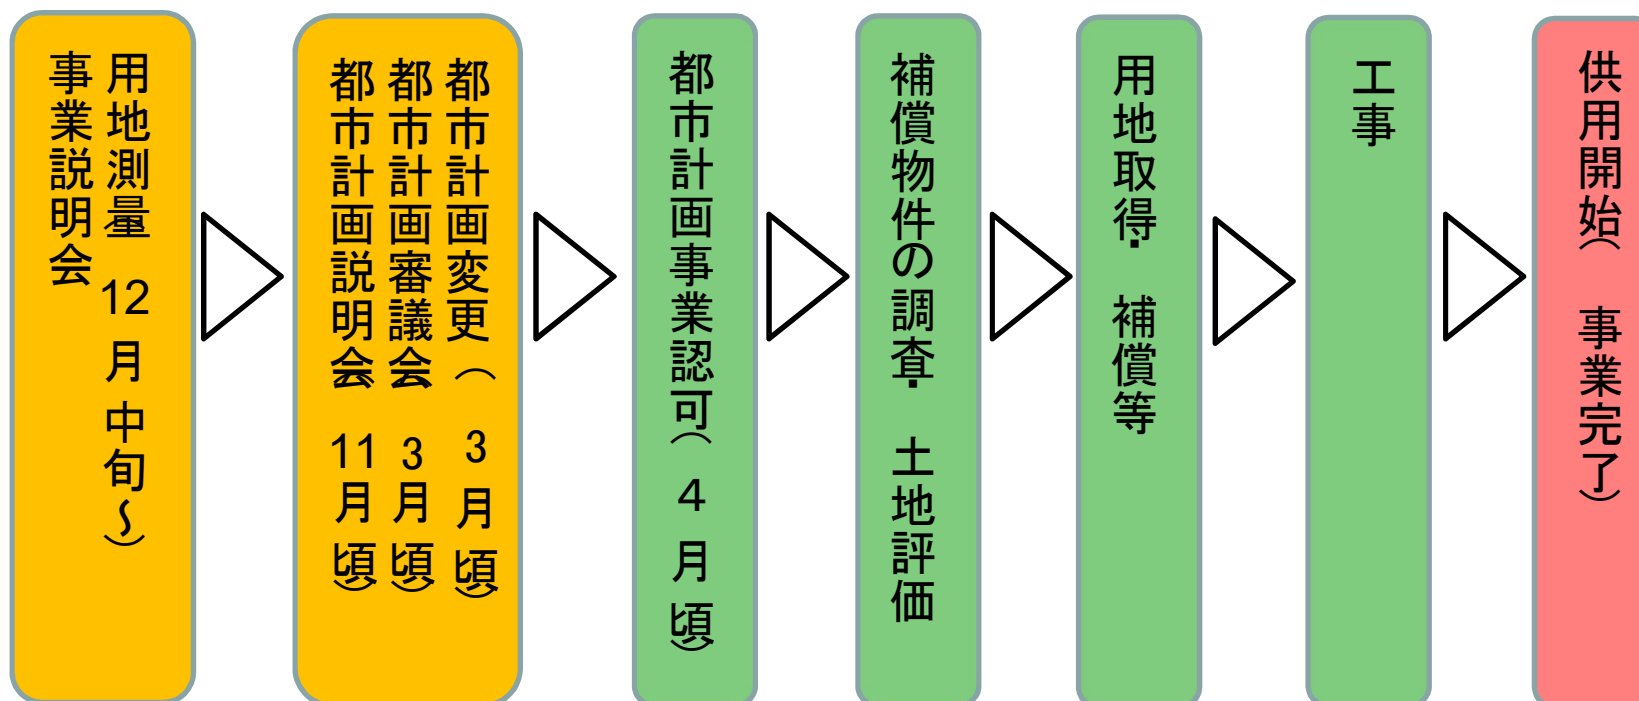 用地測量（12月中旬～）
事業説明会
都市計画変更（3月頃）
都市計画審議会（3月頃）
都市計画説明会（11月頃）
都市計画事業認可（４月頃）
補償物件の調査・土地評価
用地取得・補償等
工事
供用開始（事業完了）